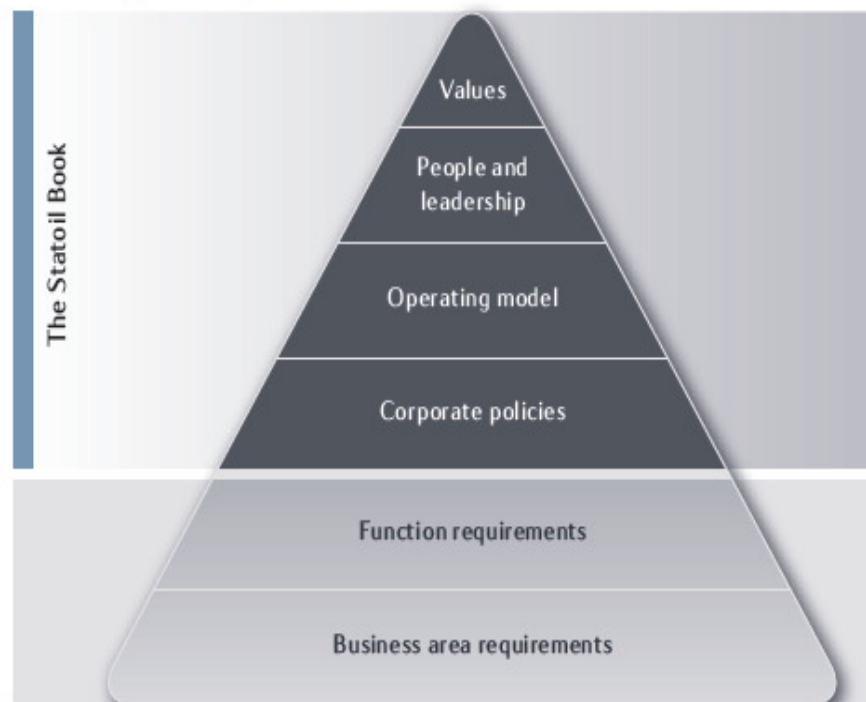 The Statoil Book
Values
People and
leadership
Operating model
Corporate policies
Function requirements
Business area requirements